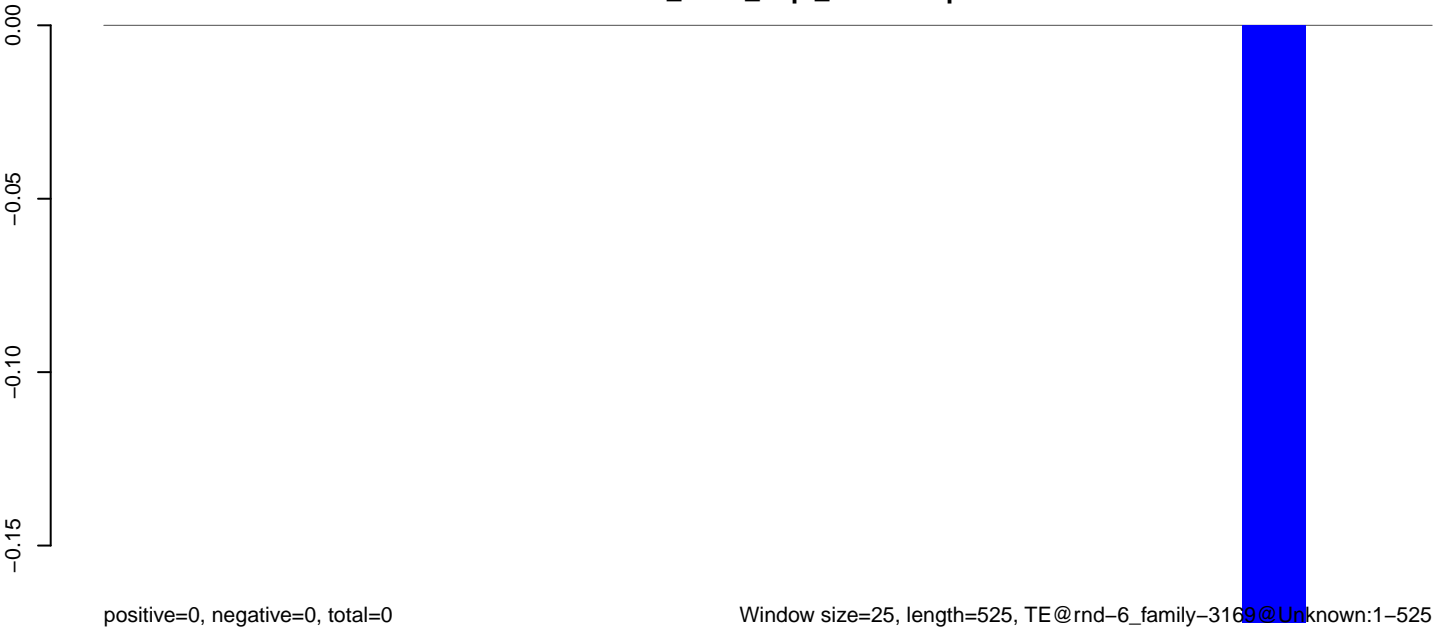 0.00
−0.05
−0.10
−0.15
positive=0, negative=0, total=0
Window size=25, length=525, TE@rnd−6_family−3169@Unknown:1−525